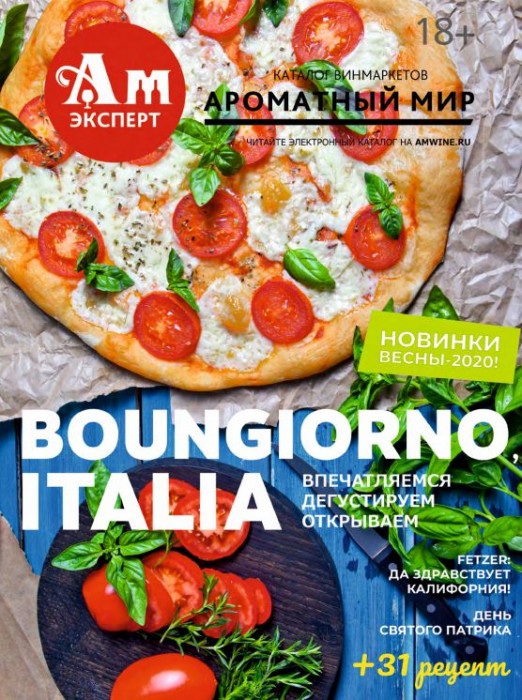 Ам
ЭКСПЕРТ
18+
КАТАЛОГ ВИНМАРКЕТОВ
АРОМАТНЫЙ МИР
ЧИТАЙТЕ ЭЛЕКТРОННЫЙ КАТАЛОГ НА AMWINE.RU
НОВИНКИ
ВЕСНЫ-2020!
BOUNGIORNO,
ITALIA
ВПЕЧАТЛЯЕМСЯ
ДЕГУСТИРУЕМ
ОТКРЫВАЕМ
FETZER:
ДА ЗДРАВСТВУЕТ
КАЛИФОРНИЯ!
ДЕНЬ
СВЯТОГО ПАТРИКА
+31 рецепт